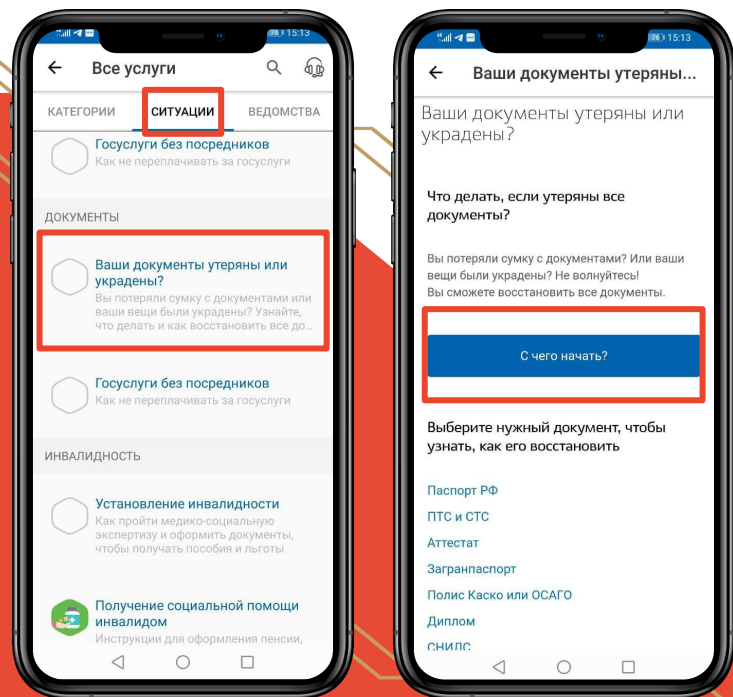 76 15:13
Все услуги
КАТЕГОРИИ СИТУАЦИИ ВЕДОМСТВА
Госуслуги без посредников
Как не переплачивать за госуслуги
ДОКУМЕНТЫ
Ваши документы утеряны или
украдены?
Вы потеряли сумку с документами или
ваши вещи были украдены? Узнайте,
что делать и как восстановить все до...
Госуслуги без посредников
Как не переплачивать за госуслуги
ИНВАЛИДНОСТЬ
Установление инвалидности
Как пройти медико-социальную
экспертизу и оформить документы,
чтобы получать пособия и льготы
Получение социальной помощи
инвалидом
Инструкции для оформления пенсии,
76 15:13
Ваши документы утеряны...
Ваши документы утеряны или
украдены?
Что делать, если утеряны все
документы?
Вы потеряли сумку с документами? Или ваши
вещи были украдены? Не волнуйтесь!
Вы сможете восстановить все документы.
С чего начать?
Выберите нужный документ, чтобы
узнать, как его восстановить
Паспорт РФ
ПТС и СТС
Аттестат
Загранпаспорт
Полис Каско или ОСАГО
Диплом
СНИЛС